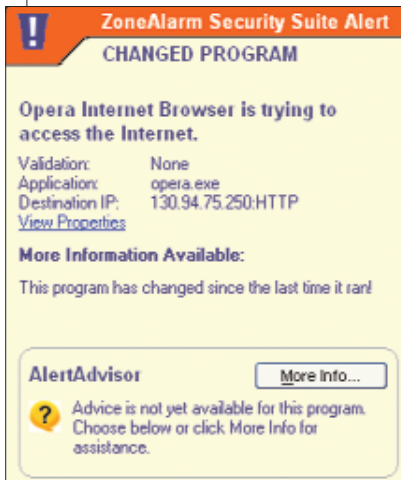 ZoneAlarm Security Suite Alert
CHANGED PROGRAM
Opera Internet Browser is trying to
access the Internet.
Validation: None
Application: opera.exe
Destination IP: 130.94.75.250:HTTP
View Properties
More Information Available:
This program has changed since the last time it ran!
AlertAdvisor
More Info...
Advice is not yet available for this program.
Choose below or click More Info for
assistance.